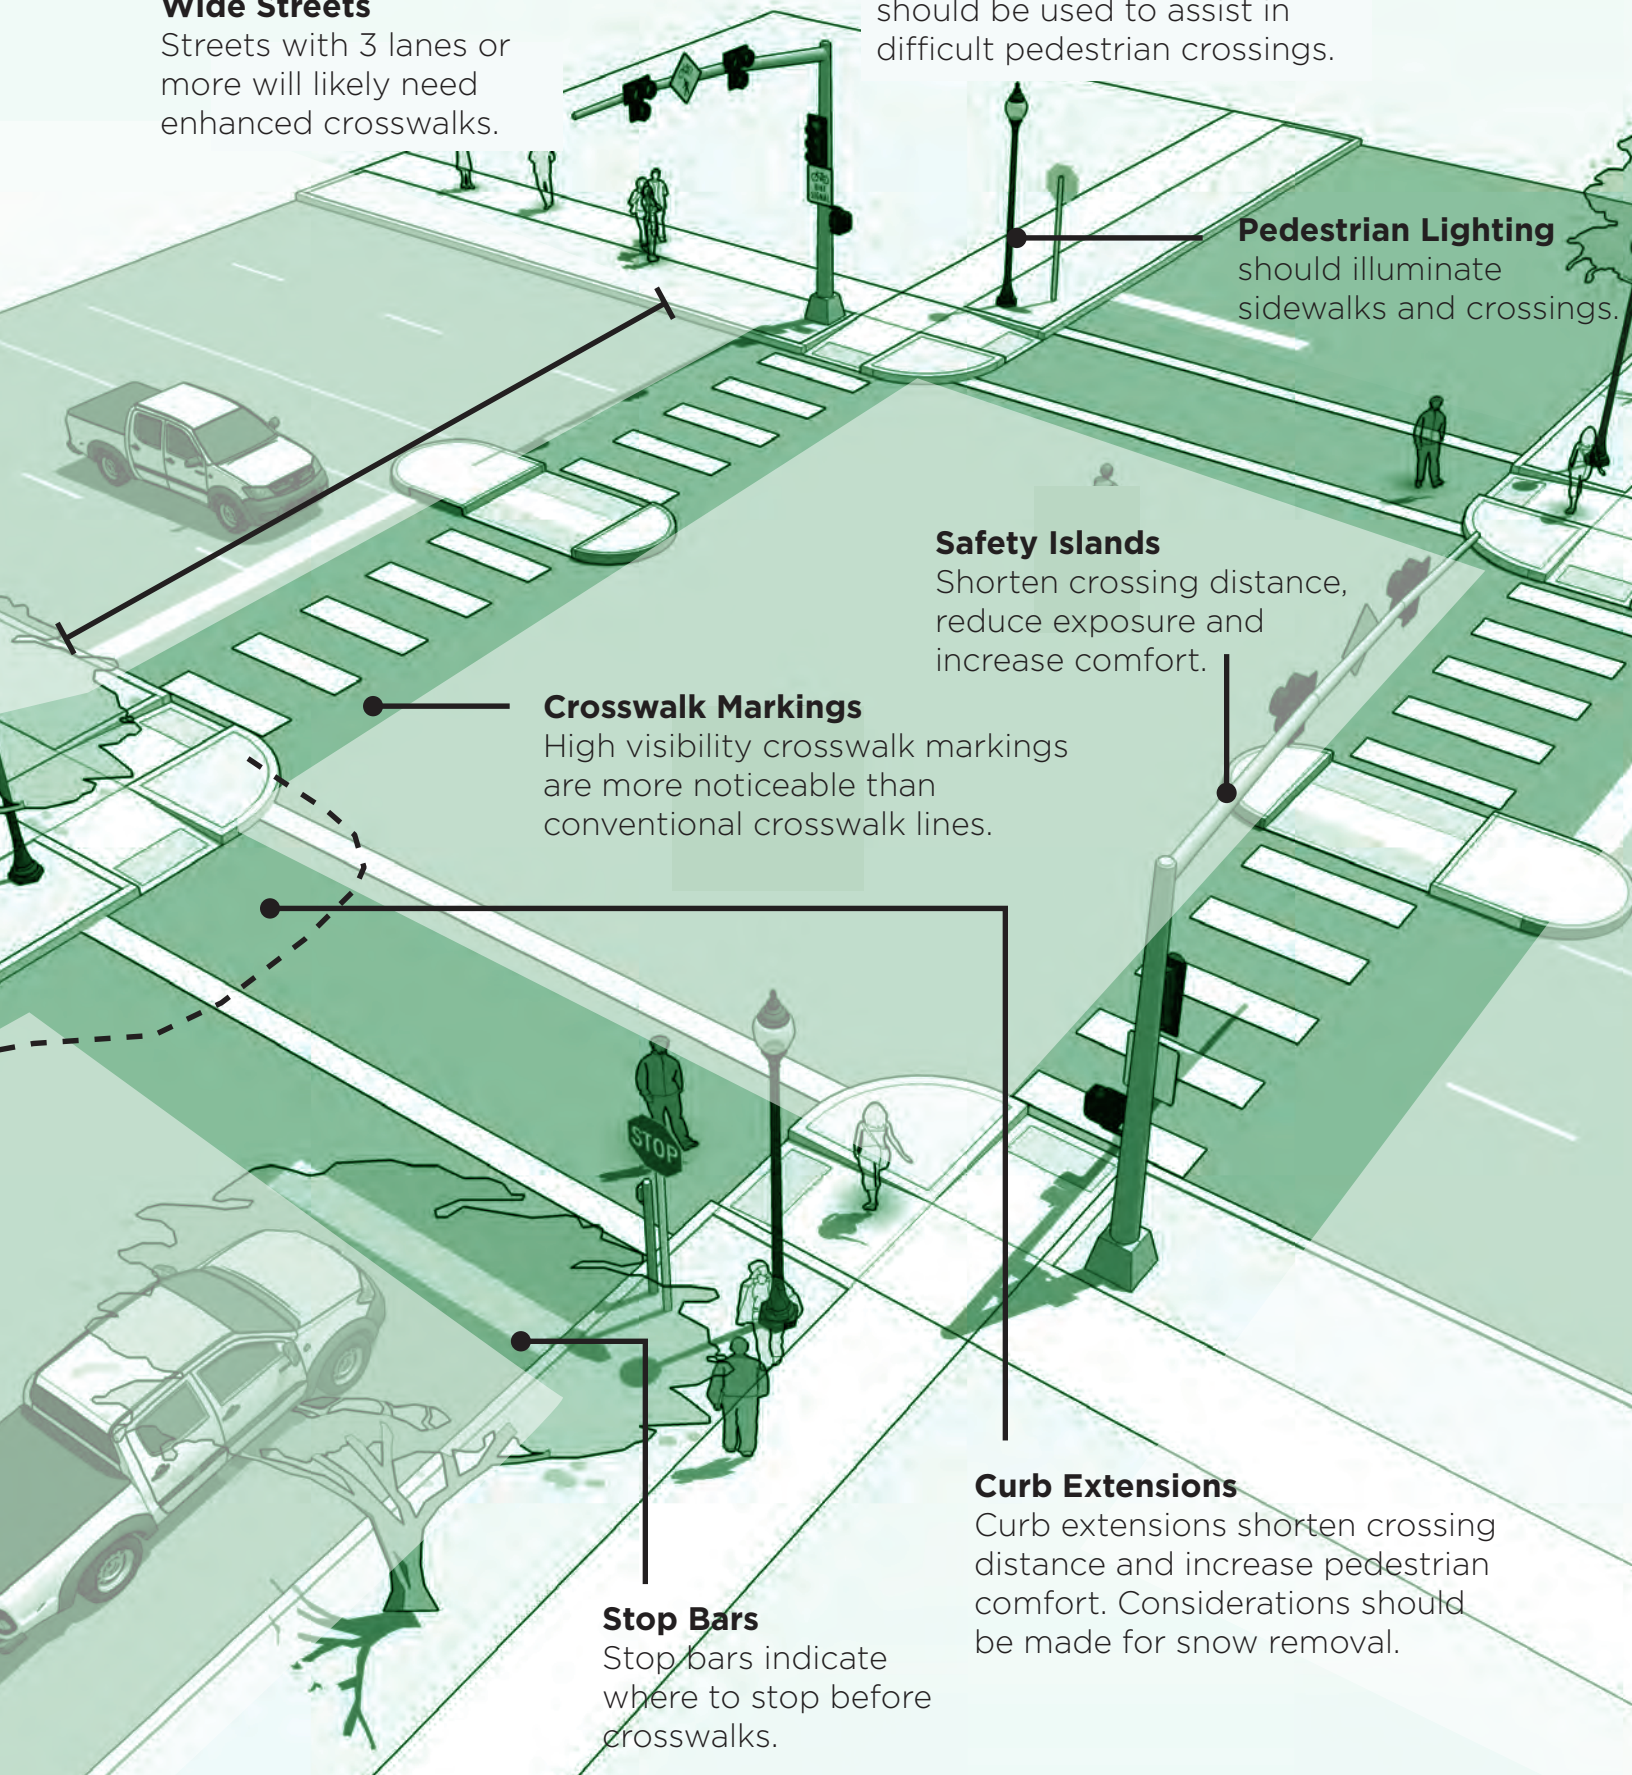 Wide Streets
Streets with 3 lanes or
more will likely need
enhanced crosswalks.
should be used to assist in
difficult pedestrian crossings.
BIKE
SIGNAL
Pedestrian Lighting
should illuminate
sidewalks and crossings.
Safety Islands
Shorten crossing distance,
reduce exposure and
increase comfort.
Crosswalk Markings
High visibility crosswalk markings
are more noticeable than
conventional crosswalk lines.
STOP
Curb Extensions
Curb extensions shorten crossing
distance and increase pedestrian
comfort. Considerations should
be made for snow removal.
Stop Bars
Stop bars indicate
where to stop before
crosswalks.